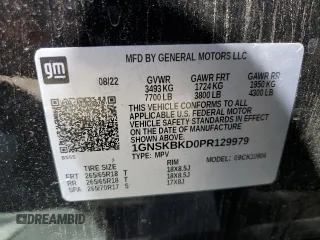 gm
MFD BY GENERAL MOTORS LLC
08/22 GVWR GAWR FRT GAWR RR
3493 KG 1724 KG 1950 KG
7700 LB 3800 LB 4300 LB
THIS VEHICLE CONFORMS TO ALL
APPLICABLE U.S. FEDERAL MOTOR
VEHICLE SAFETY STANDARDS IN
EFFECT ON THE DATE OF
MANUFACTURE SHOWN ABOVE.
1GNSKBKD0PR129979
TYPE: MPV MODEL:
TIRE SIZE SPD RTG RIM
FRT 265/65R18 T 18X8.5J
RR 265/65R18 T 18X8.5J
SPA 265/70R17 S 17X8J
DREAMBID